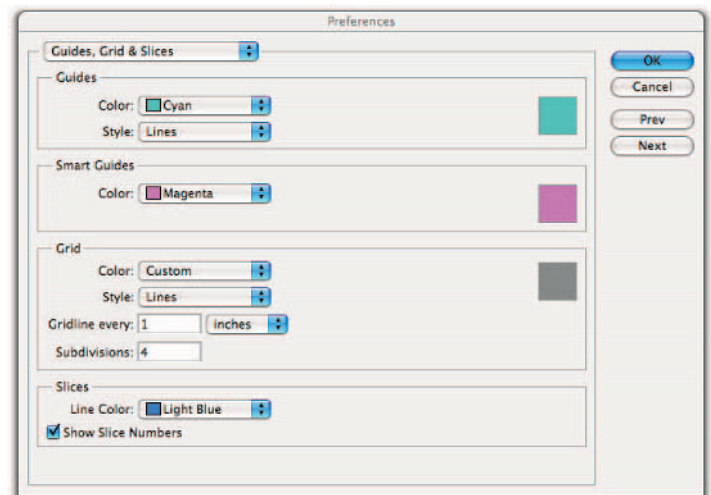 Preferences
Guides, Grid & Slices
OK
Cancel
Prev
Next
Guides
Color: Cyan
Style: Lines
Smart Guides
Color: Magenta
Grid
Color: Custom
Style: Lines
Gridline every: 1 inches
Subdivisions: 4
Slices
Line Color: Light Blue
Show Slice Numbers